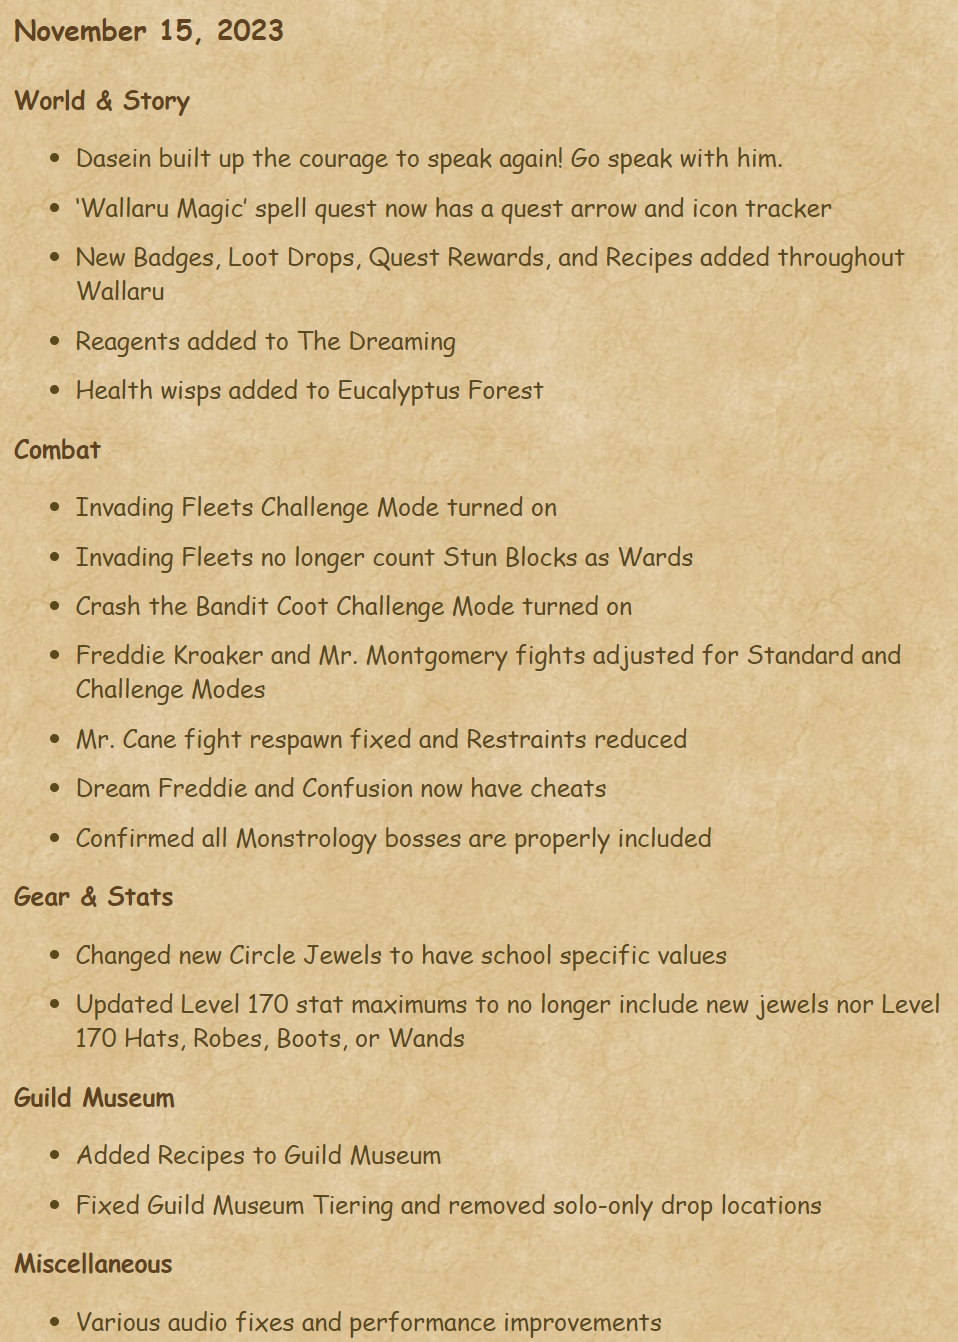 November 15, 2023
World & Story
• Dasein built up the courage to speak again! Go speak with him.
• ‘Wallaru Magic’ spell quest now has a quest arrow and icon tracker
• New Badges, Loot Drops, Quest Rewards, and Recipes added throughout
Wallaru
• Reagents added to The Dreaming
• Health wisps added to Eucalyptus Forest
Combat
• Invading Fleets Challenge Mode turned on
• Invading Fleets no longer count Stun Blocks as Wards
• Crash the Bandit Coot Challenge Mode turned on
• Freddie Kroaker and Mr. Montgomery fights adjusted for Standard and
Challenge Modes
• Mr. Cane fight respawn fixed and Restraints reduced
• Dream Freddie and Confusion now have cheats
• Confirmed all Monstrology bosses are properly included
Gear & Stats
• Changed new Circle Jewels to have school specific values
• Updated Level 170 stat maximums to no longer include new jewels nor Level
170 Hats, Robes, Boots, or Wands
Guild Museum
• Added Recipes to Guild Museum
• Fixed Guild Museum Tiering and removed solo-only drop locations
Miscellaneous
• Various audio fixes and performance improvements